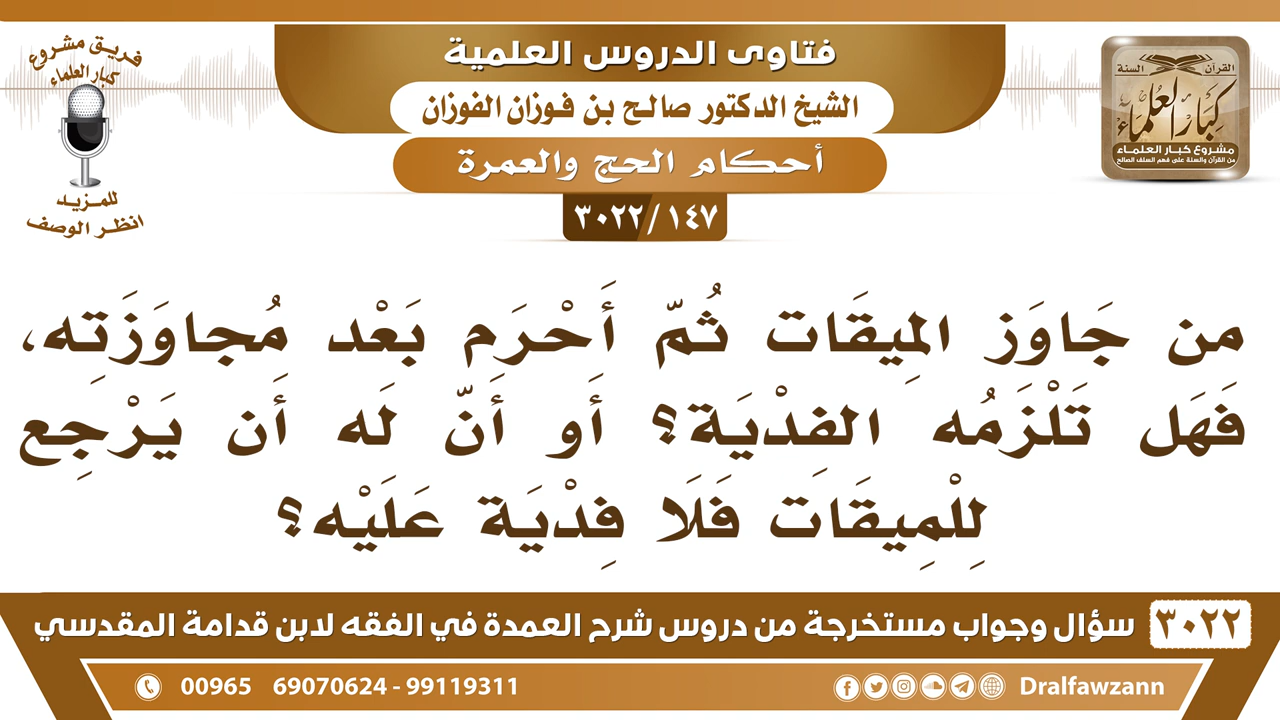 فريق مشروع
كبار العلماء
للمزيد
انظر الوصف
فتاوى الدروس العلمية
الشيخ الدكتور صالح بن فوزان الفوزان
أحكام الحج والعمرة
١٤٧/٣٠٢٢
القرآن السنة
كبار العلماء
مشروع كبار العلماء
من القرآن والسنة على فهم السلف الصالح
من جَاوَز المِيقَات ثُمّ أَحْرَم بَعْد مُجاوَزَتِه،
فَهَل تَلْزَمُه الفِدْيَة؟ أَو أَنّ لَه أَن يَرْجِع
لِلْمِيقَات فَلَا فِدْيَة عَلَيْه؟
٣٠٢٢ سؤال وجواب مستخرجة من دروس شرح العمدة في الفقه لابن قدامة المقدسي
00965 69070624 - 99119311
Dralfawzann